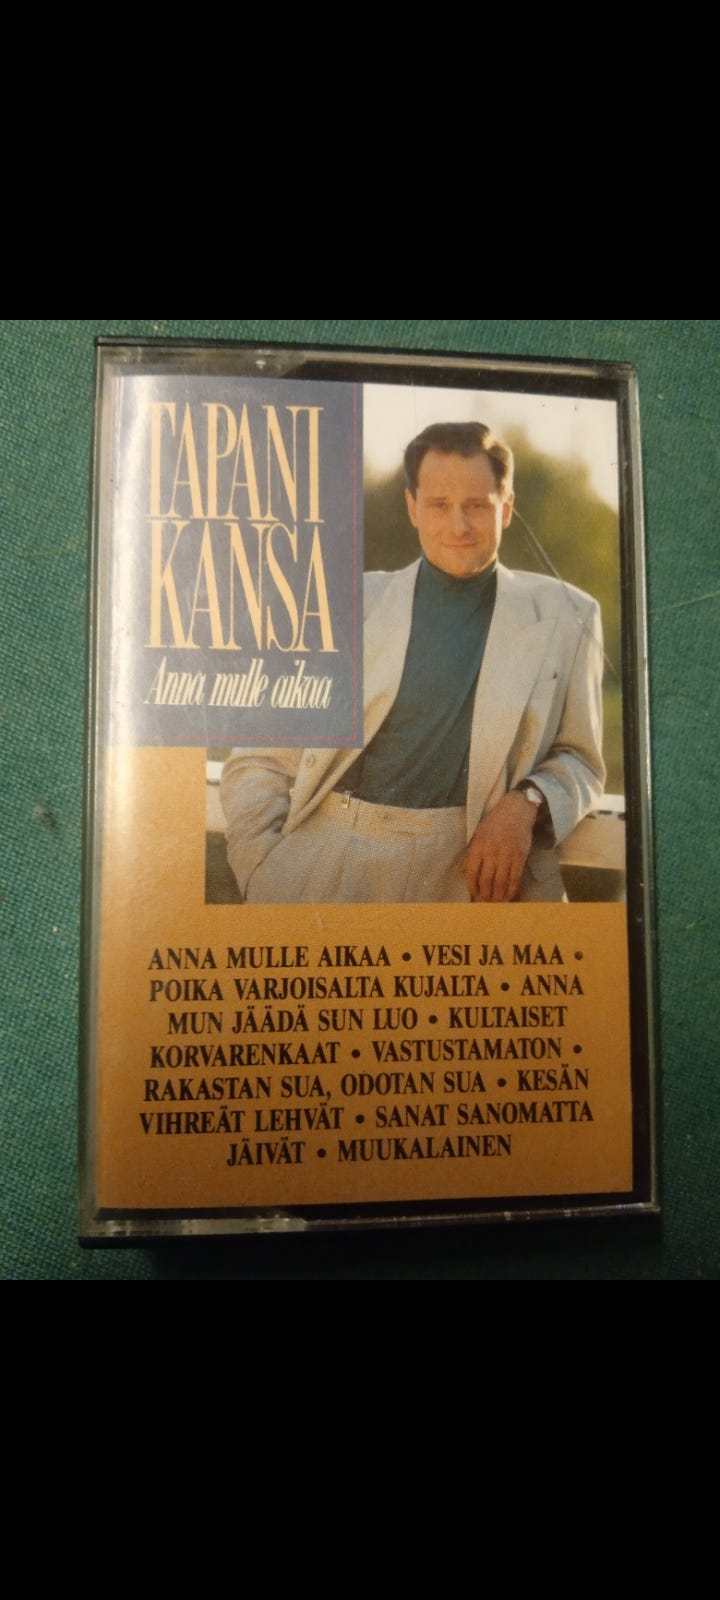 TAPANI
KANSA
Anna mulle aikaa
ANNA MULLE AIKAA • VESI JA MAA •
POIKA VARJOISALTA KUJALTA • ANNA
MUN JÄÄDÄ SUN LUO • KULTAISET
KORVARENKAAT • VASTUSTAMATON •
RAKASTAN SUA, ODOTAN SUA • KESÄN
VIHREÄT LEHVÄT • SANAT SANOMATTA
JÄIVÄT • MUUKALAINEN